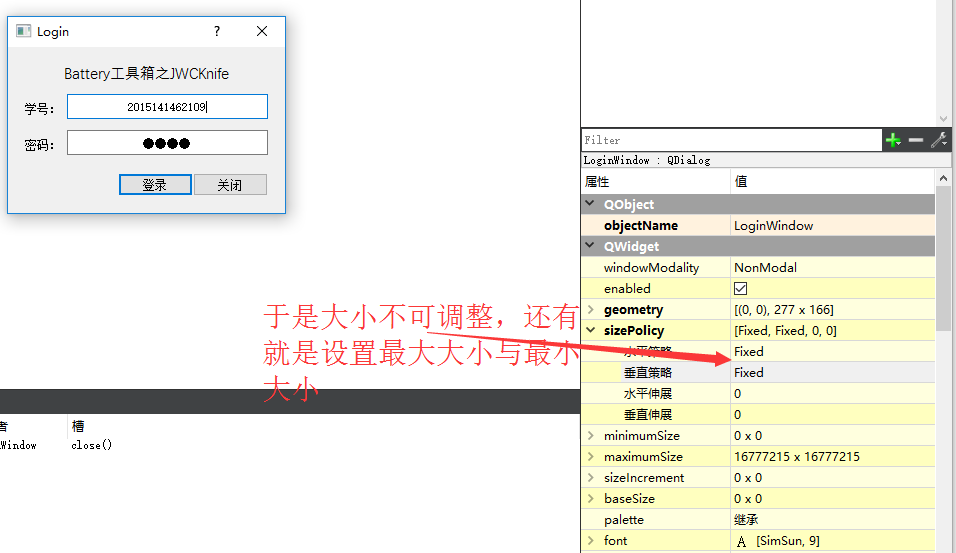 Login
?
Battery工具箱之JWCKnife
学号：
2015141462109
密码：
登录
关闭
Filter
LoginWindow : QDialog
属性
值
QObject
objectName
LoginWindow
QWidget
windowModality
NonModal
enabled
geometry
[(0, 0), 277 x 166]
sizePolicy
[Fixed, Fixed, 0, 0]
水平策略
Fixed
垂直策略
Fixed
水平伸展
0
垂直伸展
0
minimumSize
0 x 0
maximumSize
16777215 x 16777215
sizeIncrement
0 x 0
baseSize
0 x 0
palette
继承
font
A [SimSun, 9]
于是大小不可调整，还有
就是设置最大大小与最小
大小
者
槽
Window
close()